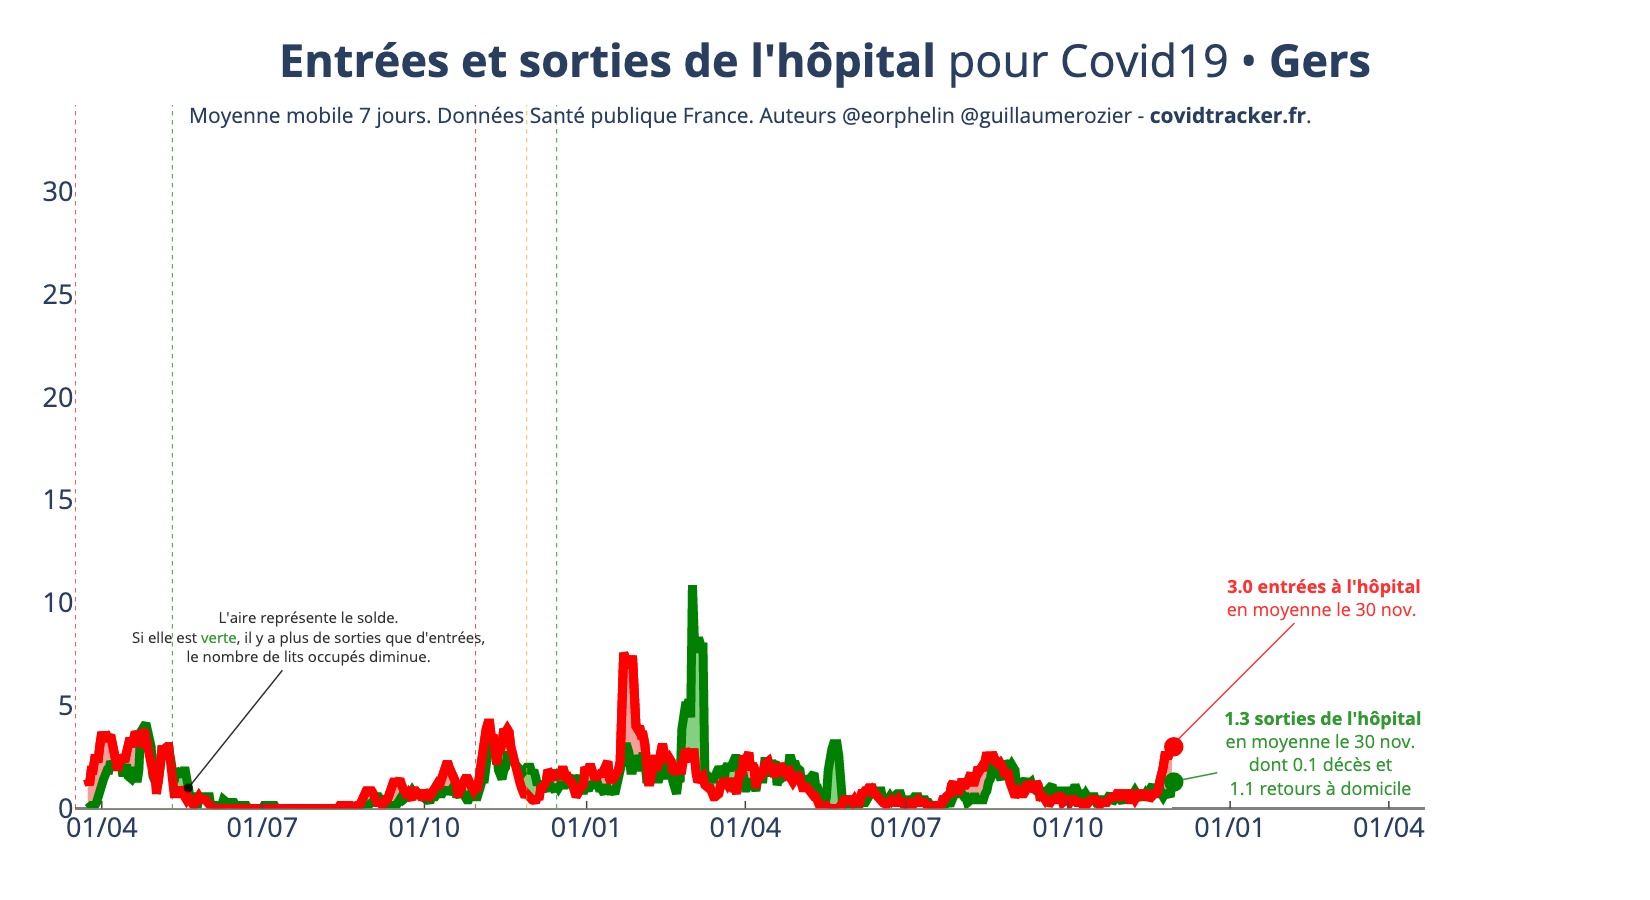 Entrées et sorties de l'hôpital pour Covid19 • Gers
Moyenne mobile 7 jours. Données Santé publique France. Auteurs @eorphelin @guillaumerozier - covidtracker.fr.
30
25
20
15
10
5
0
L'aire représente le solde.
Si elle est verte, il y a plus de sorties que d'entrées,
le nombre de lits occupés diminue.
3.0 entrées à l'hôpital
en moyenne le 30 nov.
1.3 sorties de l'hôpital
en moyenne le 30 nov.
dont 0.1 décès et
1.1 retours à domicile
01/04 01/07 01/10 01/01 01/04 01/07 01/10 01/01 01/04